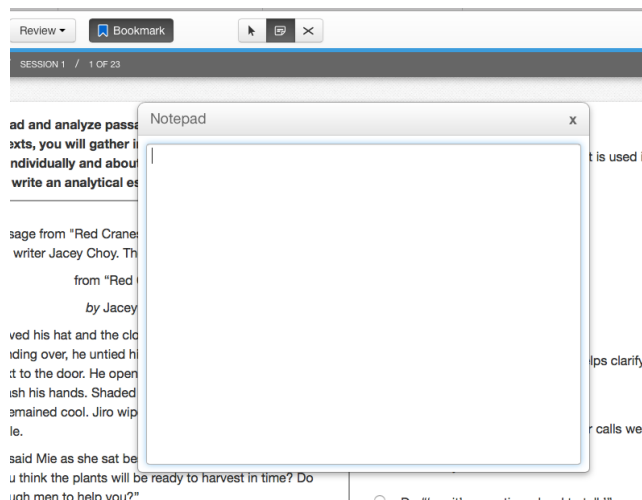 Review
Bookmark
SESSION 1 / 1 OF 23
Notepad
x
ad and analyze passa
exts, you will gather i
ndividually and about
write an analytical es
sage from "Red Crane
writer Jacey Choy. Th
from "Red
by Jacey
ved his hat and the clo
nding over, he untied hi
xt to the door. He open
ash his hands. Shaded
emained cool. Jiro wip
le.
said Mie as she sat be
u think the plants will be ready to harvest in time? Do
ugh men to help you?"
t is used i
lps clarify
r calls we